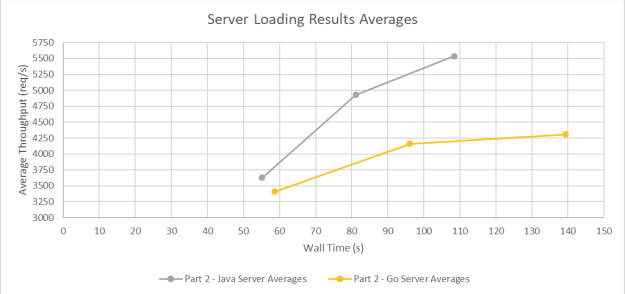 Server Loading Results Averages
Average Throughput (req/s)
5750
5500
5250
5000
4750
4500
4250
4000
3750
3500
3250
3000
0 10 20 30 40 50 60 70 80 90 100 110 120 130 140 150
Wall Time (s)
Part 2 - Java Server Averages Part 2 - Go Server Averages